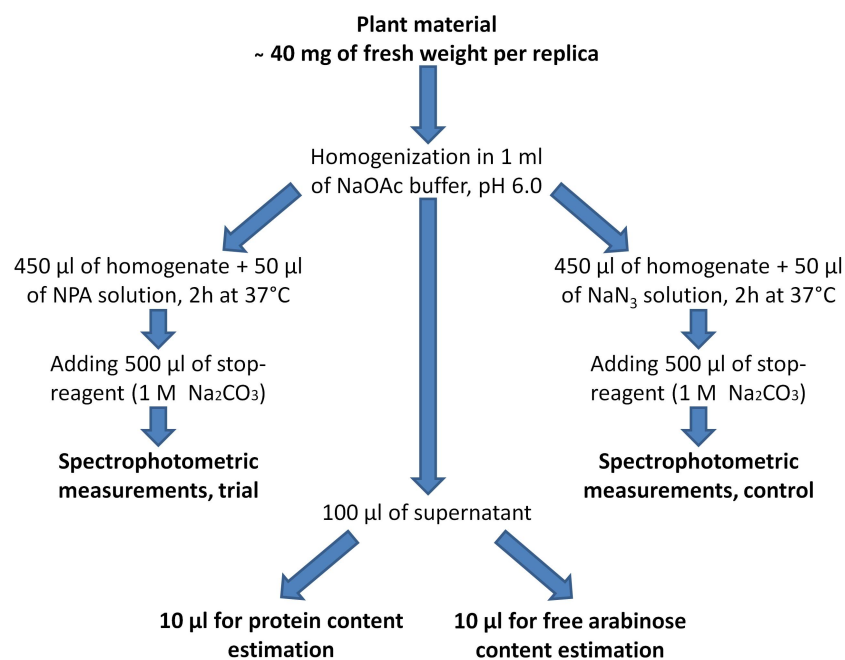 Plant material
~ 40 mg of fresh weight per replica
Homogenization in 1 ml
of NaOAc buffer, pH 6.0
450 µl of homogenate + 50 µl
of NPA solution, 2h at 37°C
Adding 500 µl of stop-
reagent (1 M Na₂CO₃)
Spectrophotometric
measurements, trial
450 µl of homogenate + 50 µl
of NaN₃ solution, 2h at 37°C
Adding 500 µl of stop-
reagent (1 M Na₂CO₃)
Spectrophotometric
measurements, control
100 µl of supernatant
10 µl for protein content
estimation
10 µl for free arabinose
content estimation